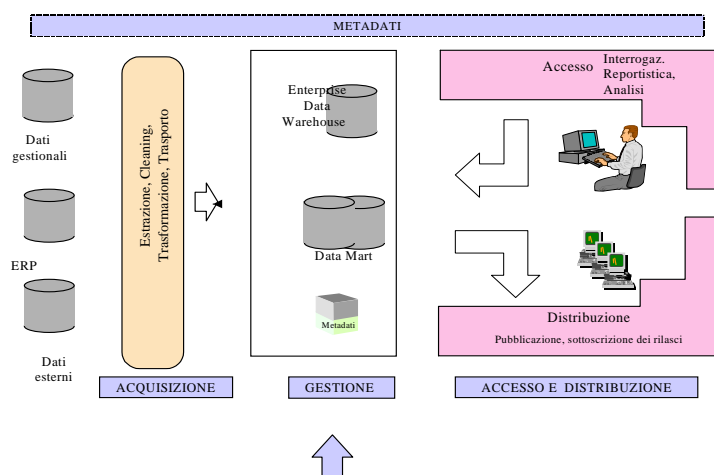 METADATI
Dati
gestionali
ERP
Dati
esterni
Estrazione, Cleaning,
Trasformazione, Trasporto
Enterprise
Data
Warehouse
Data Mart
Metadati
Accesso
Interrogaz.
Reportistica,
Analisi
Distribuzione
Pubblicazione, sottoscrizione dei rilasci
ACQUISIZIONE
GESTIONE
ACCESSO E DISTRIBUZIONE